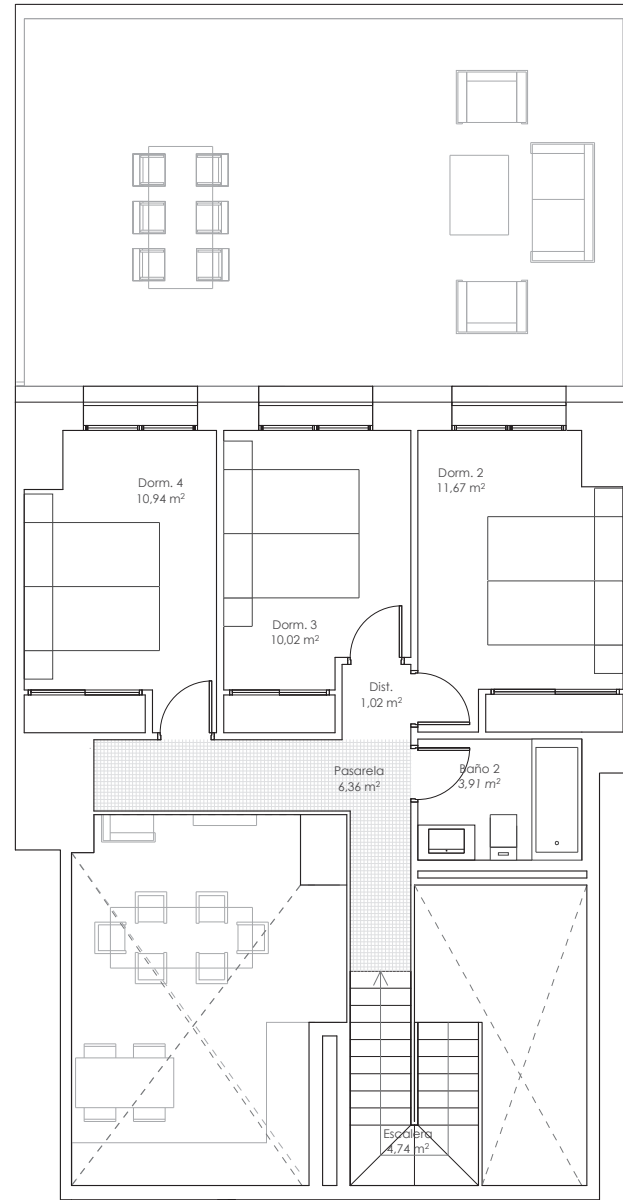 Dorm. 4
10,94 m²
Dorm. 2
11,67 m²
Dorm. 3
10,02 m²
Dist.
1,02 m²
Pasarela
6,36 m²
Baño 2
3,91 m²
Escalera
4,74 m²